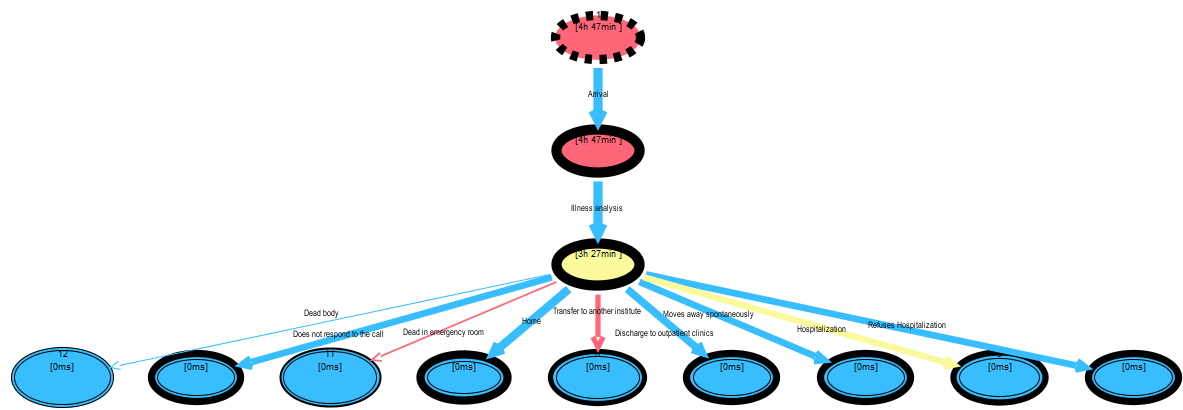 [4h 47min ]
Arrival
[4h 47min ]
Illness analysis
[3h 27min ]
Dead body
Does not respond to the call
Dead in emergency room
Home
Transfer to another institute
Discharge to outpatient clinics
Moves away spontaneously
Hospitalization
Refuses Hospitalization
12
11
[0ms]
[0ms]
[0ms]
[0ms]
[0ms]
[0ms]
[0ms]
[0ms]
[0ms]